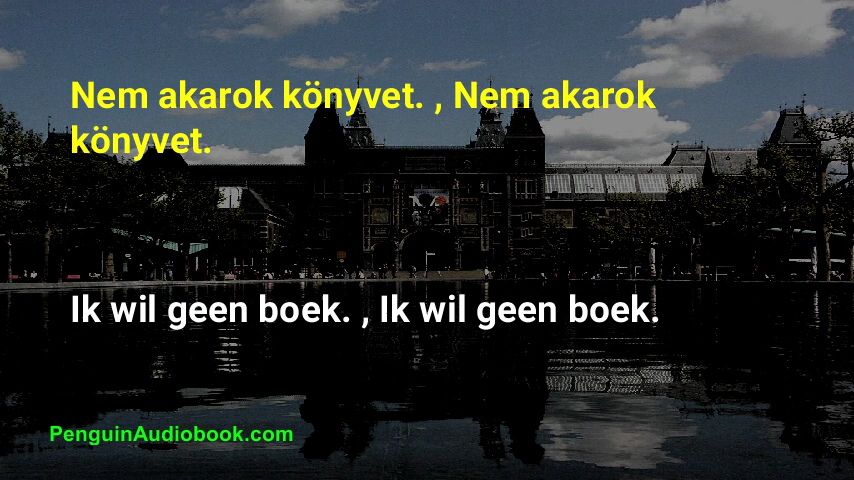 Nem akarok könyvet. , Nem akarok
könyvet.
Ik wil geen boek. , Ik wil geen boek.
PenguinAudiobook.com